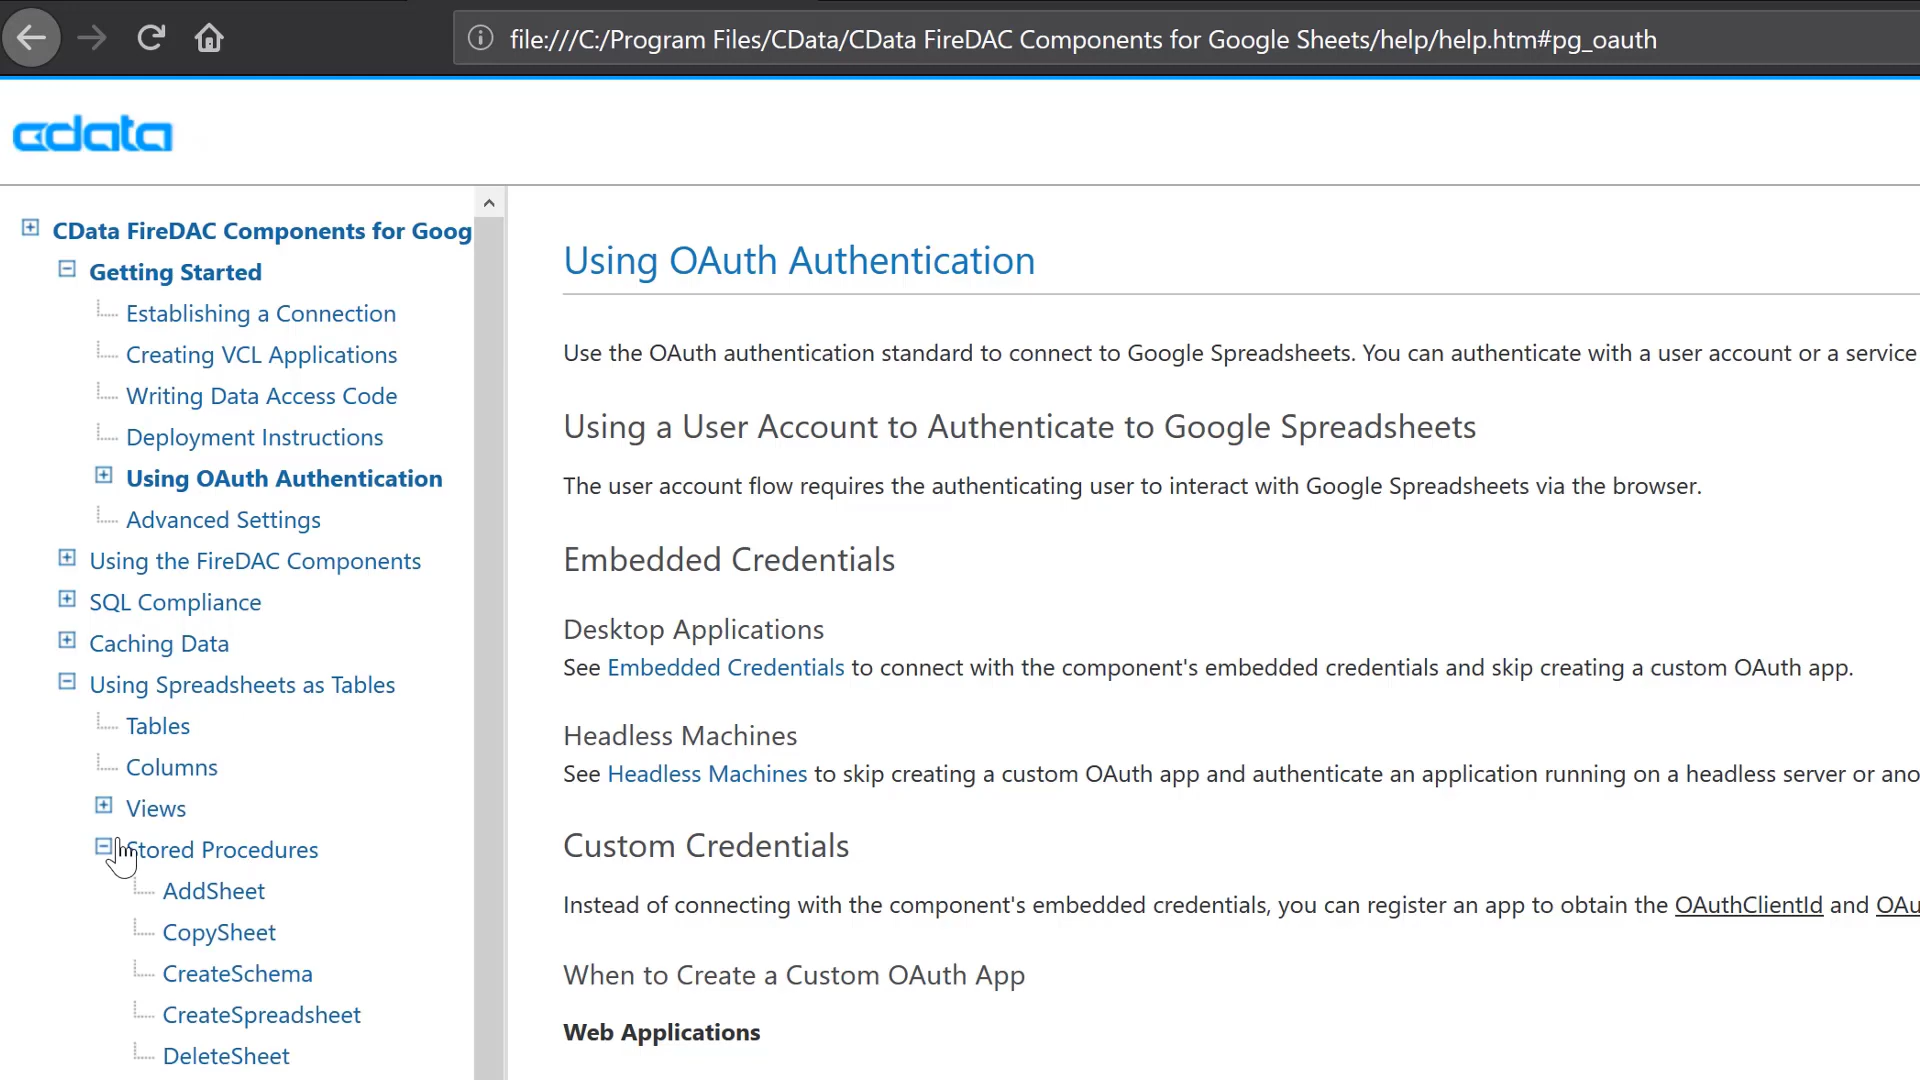 file:///C:/Program Files/CData/CData FireDAC Components for Google Sheets/help/help.htm#pg_oauth
cdata
CData FireDAC Components for Goog
Getting Started
Establishing a Connection
Creating VCL Applications
Writing Data Access Code
Deployment Instructions
Using OAuth Authentication
Advanced Settings
Using the FireDAC Components
SQL Compliance
Caching Data
Using Spreadsheets as Tables
Tables
Columns
Views
Stored Procedures
AddSheet
CopySheet
CreateSchema
CreateSpreadsheet
DeleteSheet
Using OAuth Authentication
Use the OAuth authentication standard to connect to Google Spreadsheets. You can authenticate with a user account or a service
Using a User Account to Authenticate to Google Spreadsheets
The user account flow requires the authenticating user to interact with Google Spreadsheets via the browser.
Embedded Credentials
Desktop Applications
See Embedded Credentials to connect with the component's embedded credentials and skip creating a custom OAuth app.
Headless Machines
See Headless Machines to skip creating a custom OAuth app and authenticate an application running on a headless server or ano
Custom Credentials
Instead of connecting with the component's embedded credentials, you can register an app to obtain the OAuthClientId and OAu
When to Create a Custom OAuth App
Web Applications